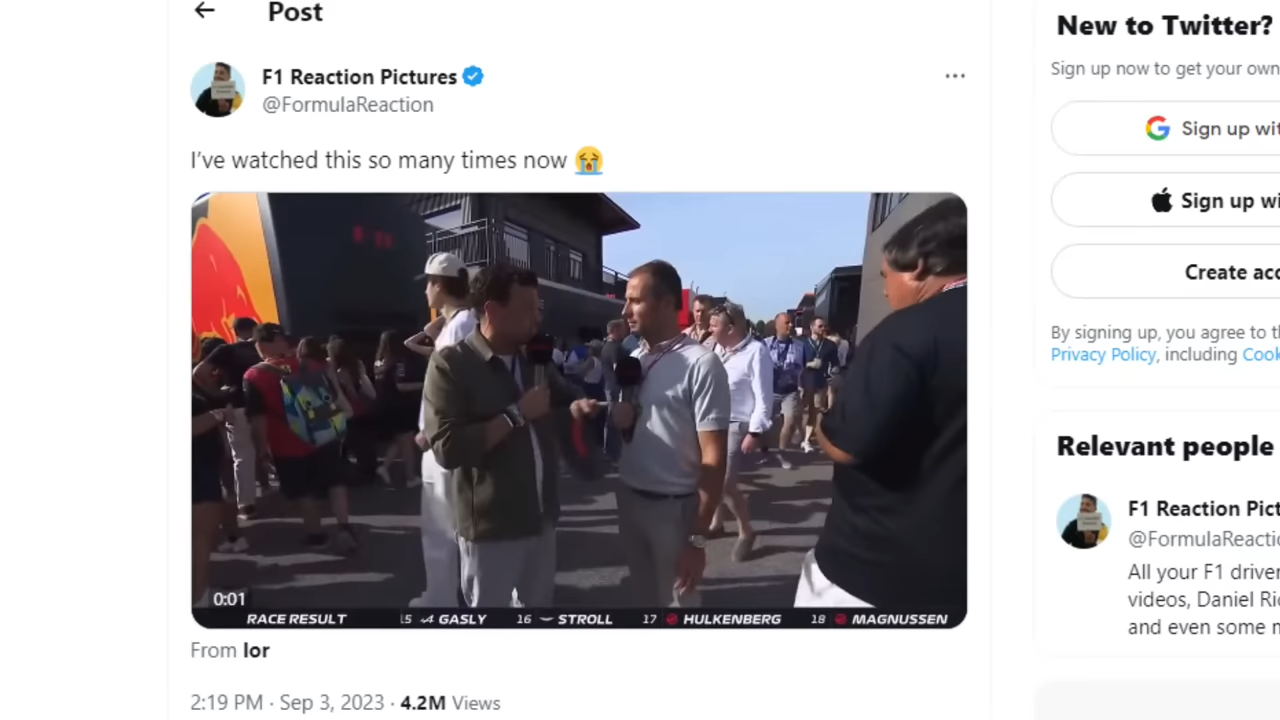 Post
New to Twitter?
Sign up now to get your own
F1 Reaction Pictures
@FormulaReaction
I've watched this so many times now 😭
Sign up wit
Sign up wi
Create acc
By signing up, you agree to th
Privacy Policy, including Cook
0:01
RACE RESULT 15 GASLY 16 STROLL 17 HULKENBERG 18 MAGNUSSEN
From lor
2:19 PM · Sep 3, 2023 · 4.2M Views
Relevant people
F1 Reaction Pict
@FormulaReactio
All your F1 driver
videos, Daniel Ric
and even some m